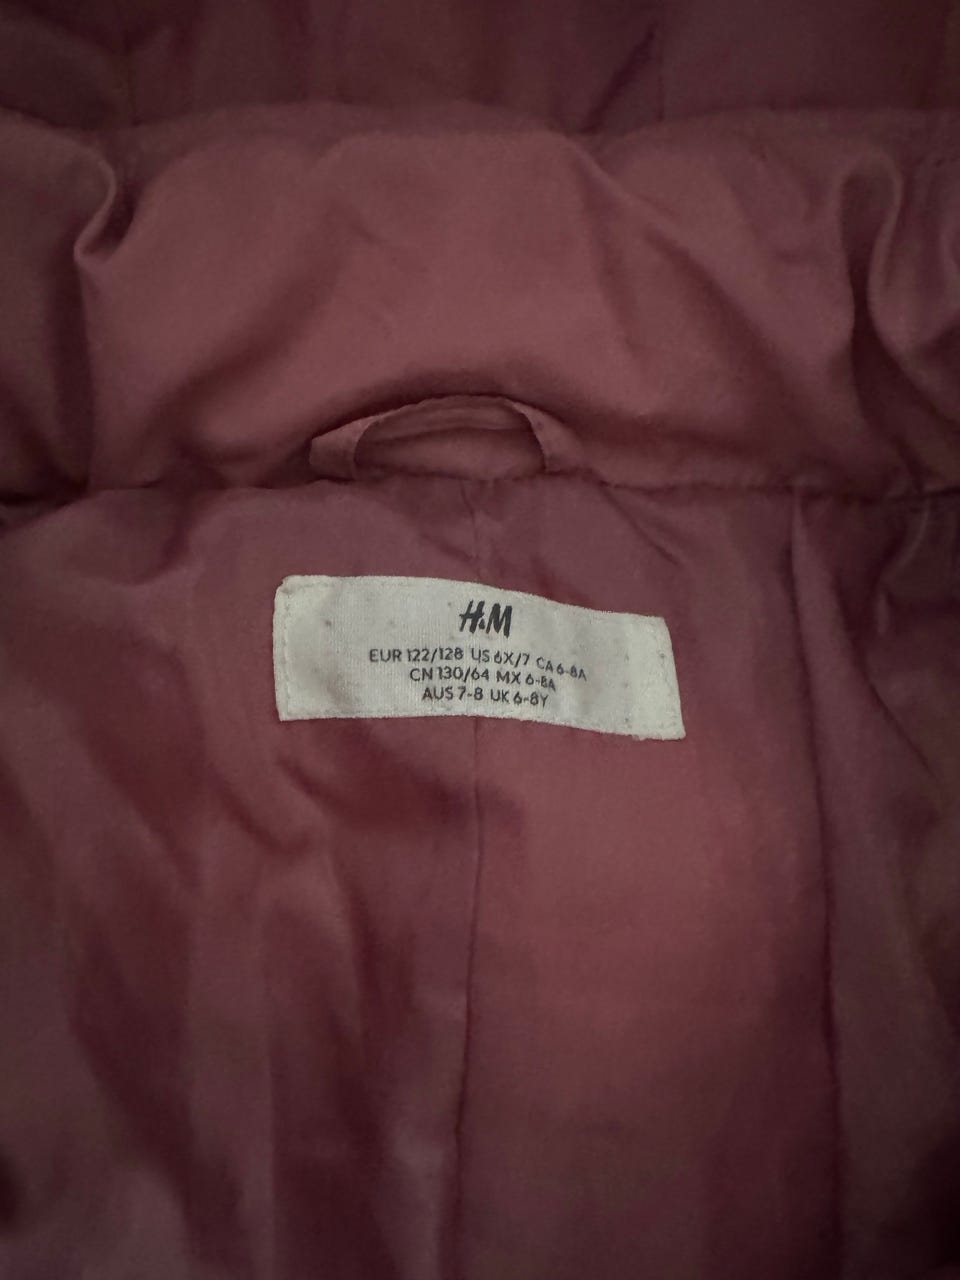 H&M
EUR 122/128 US 6X/7 CA 6-8A
CN 130/64 MX 6-8A
AUS 7-8 UK 6-8Y